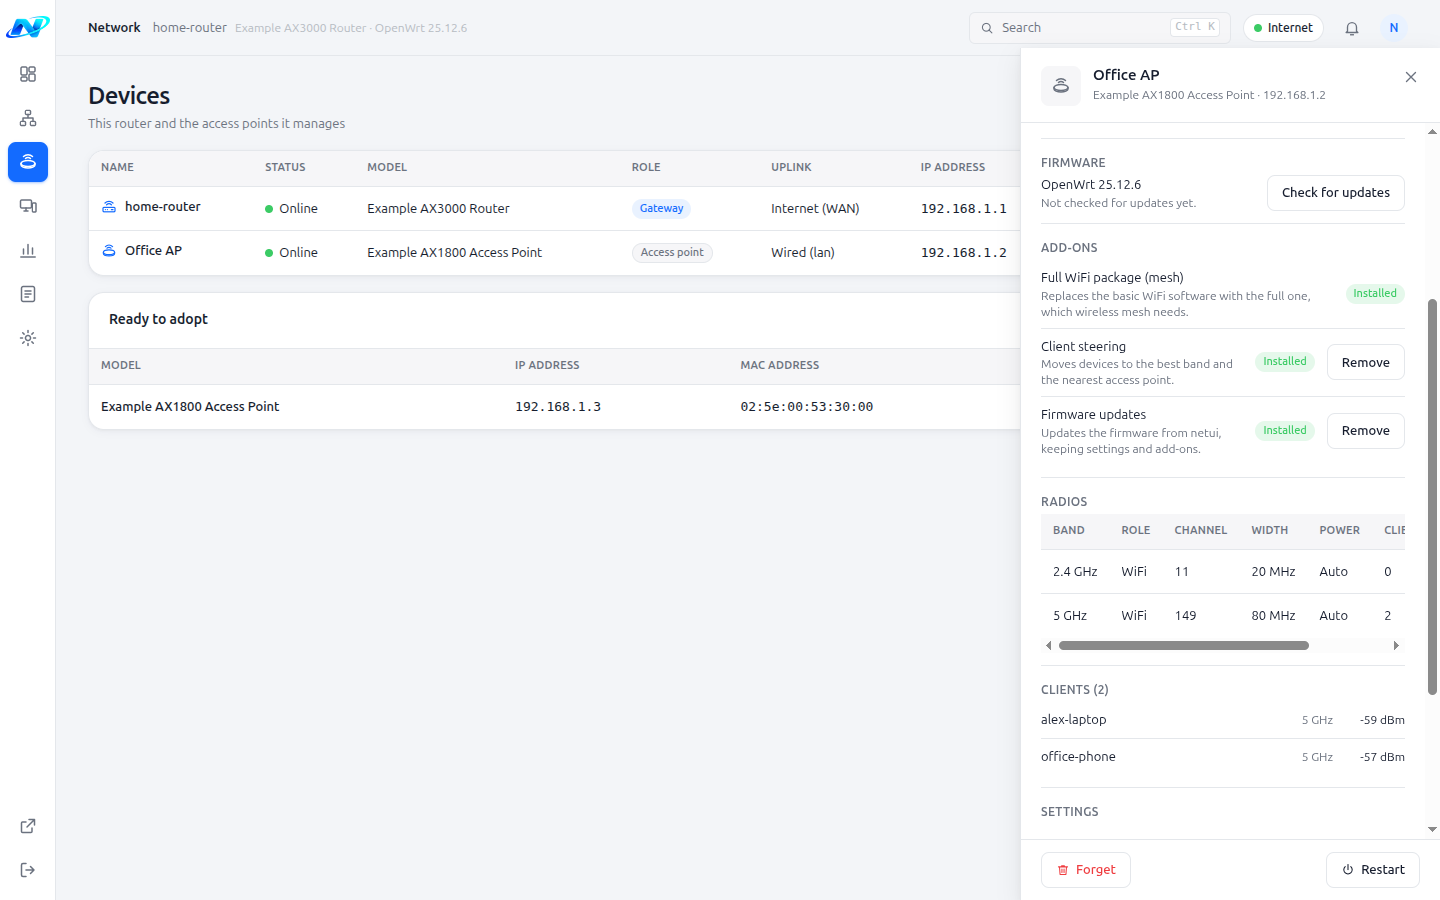 Network home-router Example AX3000 Router · OpenWrt 25.12.6
Search Ctrl K
Internet
N
Devices
This router and the access points it manages
NAME STATUS MODEL ROLE UPLINK IP ADDRESS
home-router Online Example AX3000 Router Gateway Internet (WAN) 192.168.1.1
Office AP Online Example AX1800 Access Point Access point Wired (lan) 192.168.1.2
Ready to adopt
MODEL IP ADDRESS MAC ADDRESS
Example AX1800 Access Point 192.168.1.3 02:5e:00:53:30:00
Office AP
Example AX1800 Access Point · 192.168.1.2
FIRMWARE
OpenWrt 25.12.6
Not checked for updates yet.
Check for updates
ADD-ONS
Full WiFi package (mesh)
Replaces the basic WiFi software with the full one,
which wireless mesh needs.
Installed
Client steering
Moves devices to the best band and
the nearest access point.
Installed Remove
Firmware updates
Updates the firmware from netui,
keeping settings and add-ons.
Installed Remove
RADIOS
BAND ROLE CHANNEL WIDTH POWER CLIE
2.4 GHz WiFi 11 20 MHz Auto 0
5 GHz WiFi 149 80 MHz Auto 2
CLIENTS (2)
alex-laptop 5 GHz -59 dBm
office-phone 5 GHz -57 dBm
SETTINGS
Forget Restart